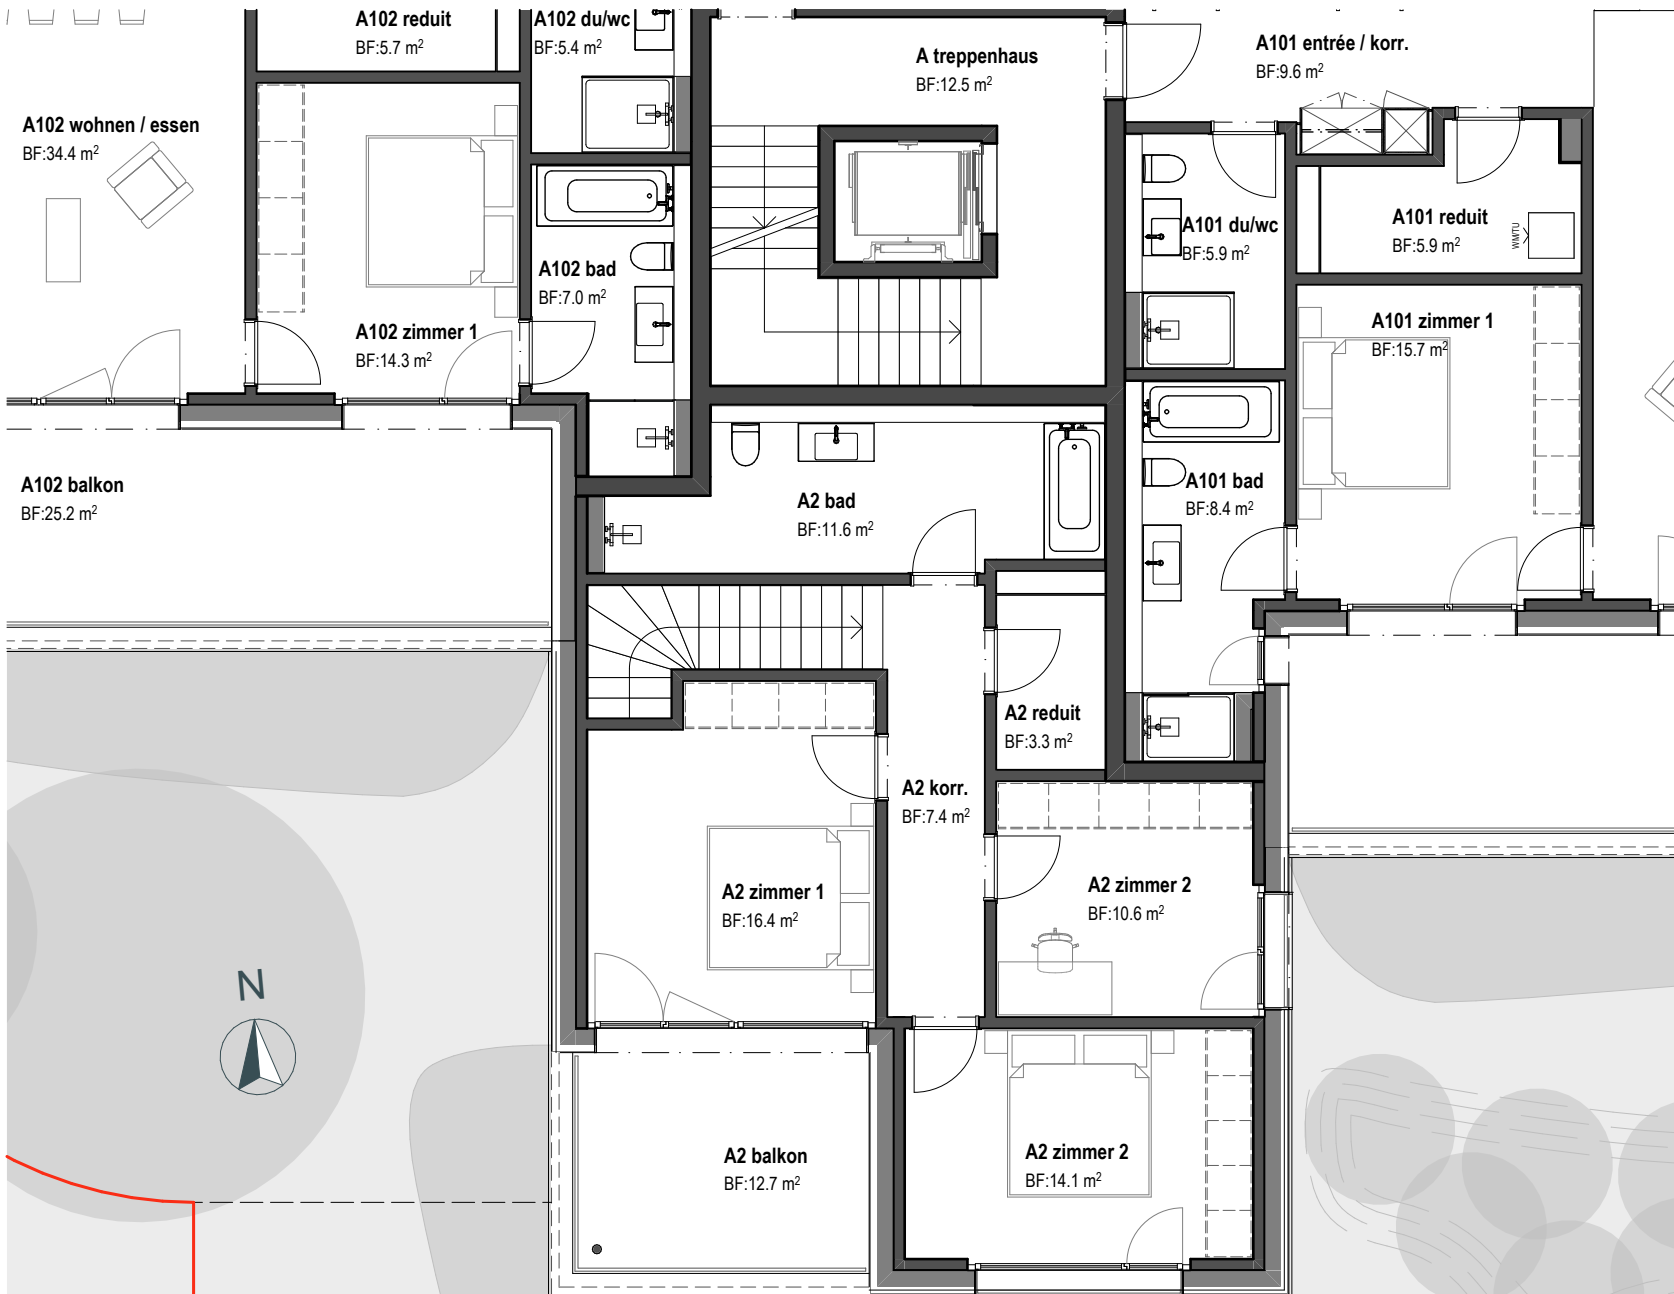 A102 reduit
BF:5.7 m²
A102 du/wc
BF:5.4 m²
A treppenhaus
BF:12.5 m²
A101 entrée / korr.
BF:9.6 m²
A102 wohnen / essen
BF:34.4 m²
A101 reduit
BF:5.9 m²
WM/TU
A101 du/wc
BF:5.9 m²
A102 bad
BF:7.0 m²
A102 zimmer 1
BF:14.3 m²
A101 zimmer 1
BF:15.7 m²
A102 balkon
BF:25.2 m²
A2 bad
BF:11.6 m²
A101 bad
BF:8.4 m²
A2 reduit
BF:3.3 m²
A2 korr.
BF:7.4 m²
A2 zimmer 1
BF:16.4 m²
A2 zimmer 2
BF:10.6 m²
N
A2 balkon
BF:12.7 m²
A2 zimmer 2
BF:14.1 m²